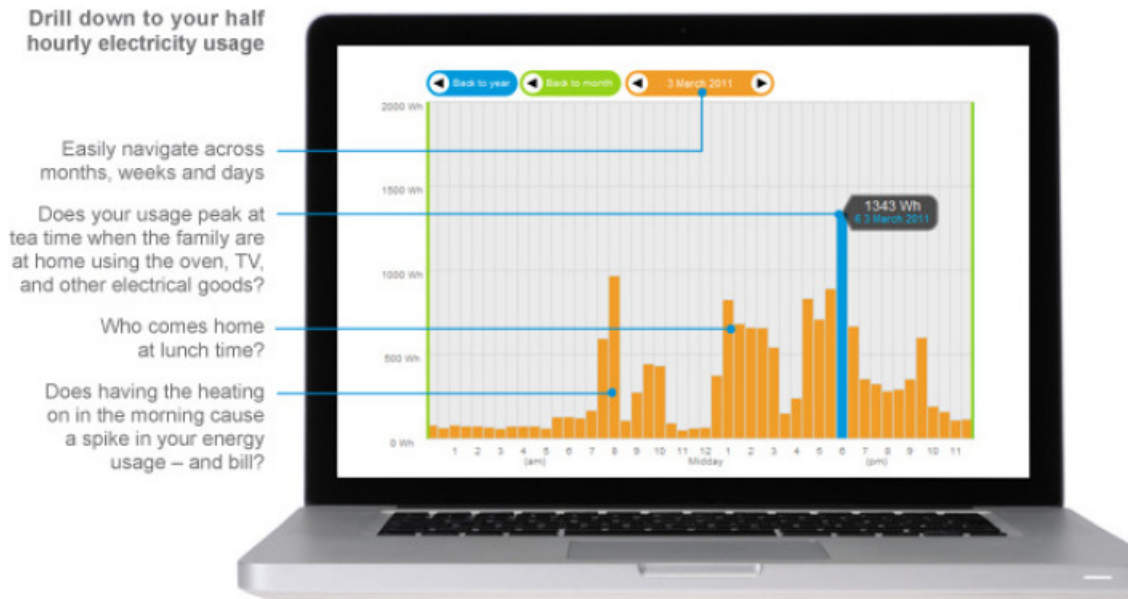 Drill down to your half
hourly electricity usage
Back to year
Back to month
3 March 2011
2000 Wh
Easily navigate across
months, weeks and days
1500 Wh
Does your usage peak at
tea time when the family are
at home using the oven, TV,
and other electrical goods?
1343 Wh
6 3 March 2011
1000 Wh
Who comes home
at lunch time?
500 Wh
Does having the heating
on in the morning cause
a spike in your energy
usage – and bill?
0 Wh
1 2 3 4 5 6 7 8 9 10 11 12 1 2 3 4 5 6 7 8 9 10 11
(am) Midday (pm)